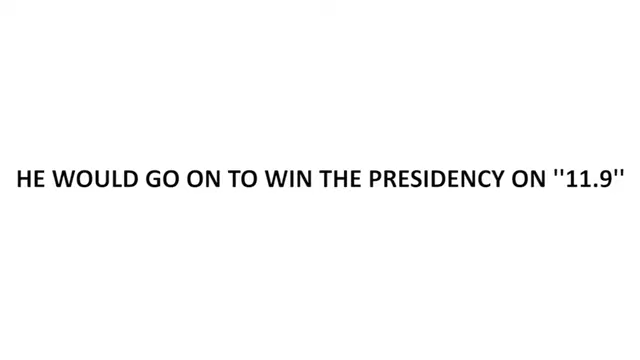 HE WOULD GO ON TO WIN THE PRESIDENCY ON "11.9"